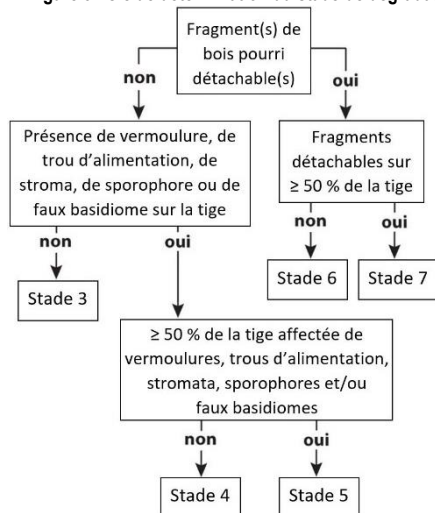 Fragment(s) de
bois pourri
détachable(s)
non
oui
Présence de vermoulure, de
trou d'alimentation, de
stroma, de sporophore ou de
faux basidiome sur la tige
Fragments
détachables sur
≥ 50 % de la tige
non
oui
non
oui
Stade 3
Stade 6
Stade 7
≥ 50 % de la tige affectée de
vermoulures, trous d'alimentation,
stromata, sporophores et/ou
faux basidiomes
non
oui
Stade 4
Stade 5